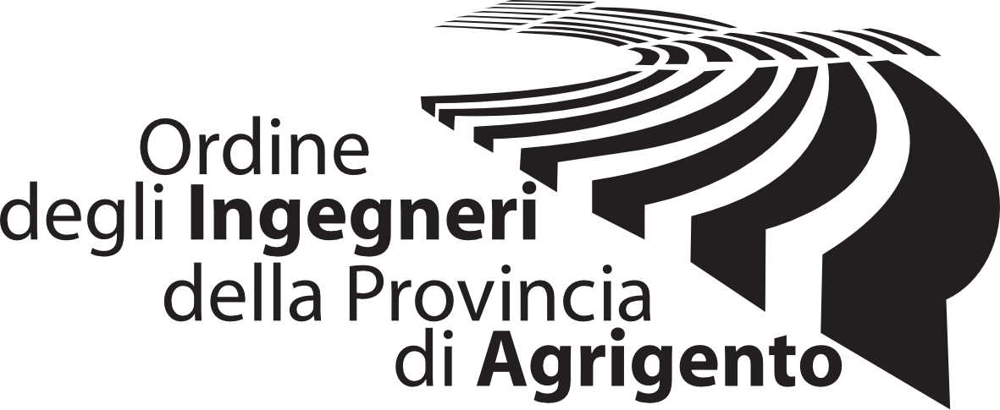 Ordine
degli Ingegneri
della Provincia
di Agrigento